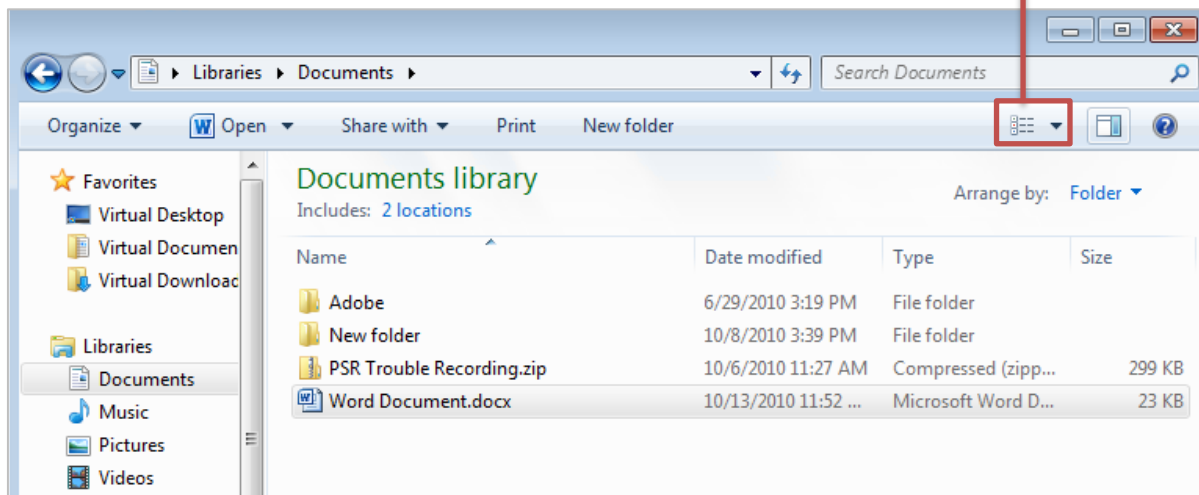 Libraries Documents Search Documents
Organize Open Share with Print New folder
Favorites
Virtual Desktop
Virtual Documen
Virtual Downloac
Libraries
Documents
Music
Pictures
Videos
Documents library
Includes: 2 locations
Arrange by: Folder
Name Date modified Type Size
Adobe 6/29/2010 3:19 PM File folder
New folder 10/8/2010 3:39 PM File folder
PSR Trouble Recording.zip 10/6/2010 11:27 AM Compressed (zipp... 299 KB
Word Document.docx 10/13/2010 11:52 ... Microsoft Word D... 23 KB